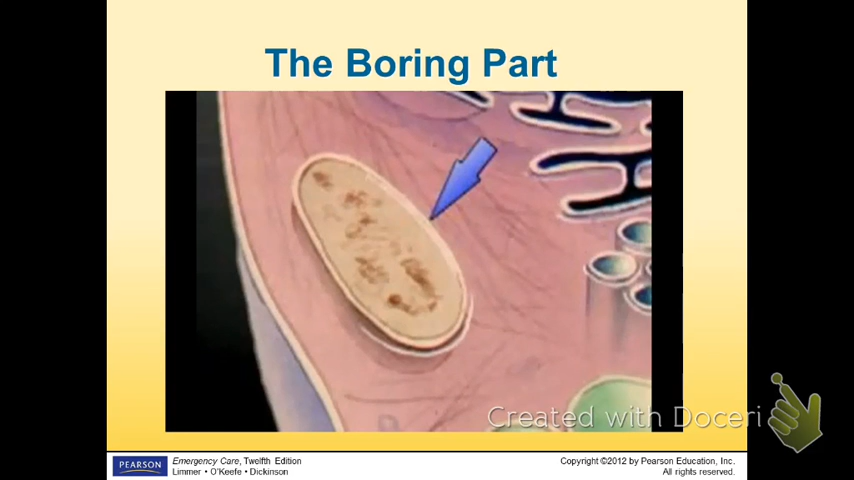 The Boring Part
Created with Doceri
PEARSON
Emergency Care, Twelfth Edition
Limmer • O'Keefe • Dickinson
Copyright ©2012 by Pearson Education, Inc.
All rights reserved.